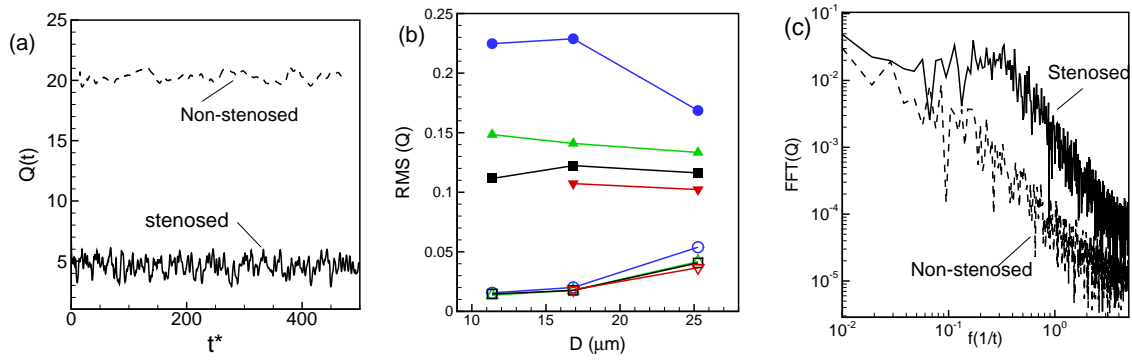 (a)
25
20
15
10
5
0
Q(t)
Non-stenosed
stenosed
0
200
400
t*
(b)
0.25
0.2
0.15
0.1
0.05
0
RMS (Q)
10
15
20
25
D (μm)
(c)
10⁻¹
10⁻²
10⁻³
10⁻⁴
10⁻⁵
FFT(Q)
Stenosed
Non-stenosed
10⁻²
10⁻¹
10⁰
f(1/t)